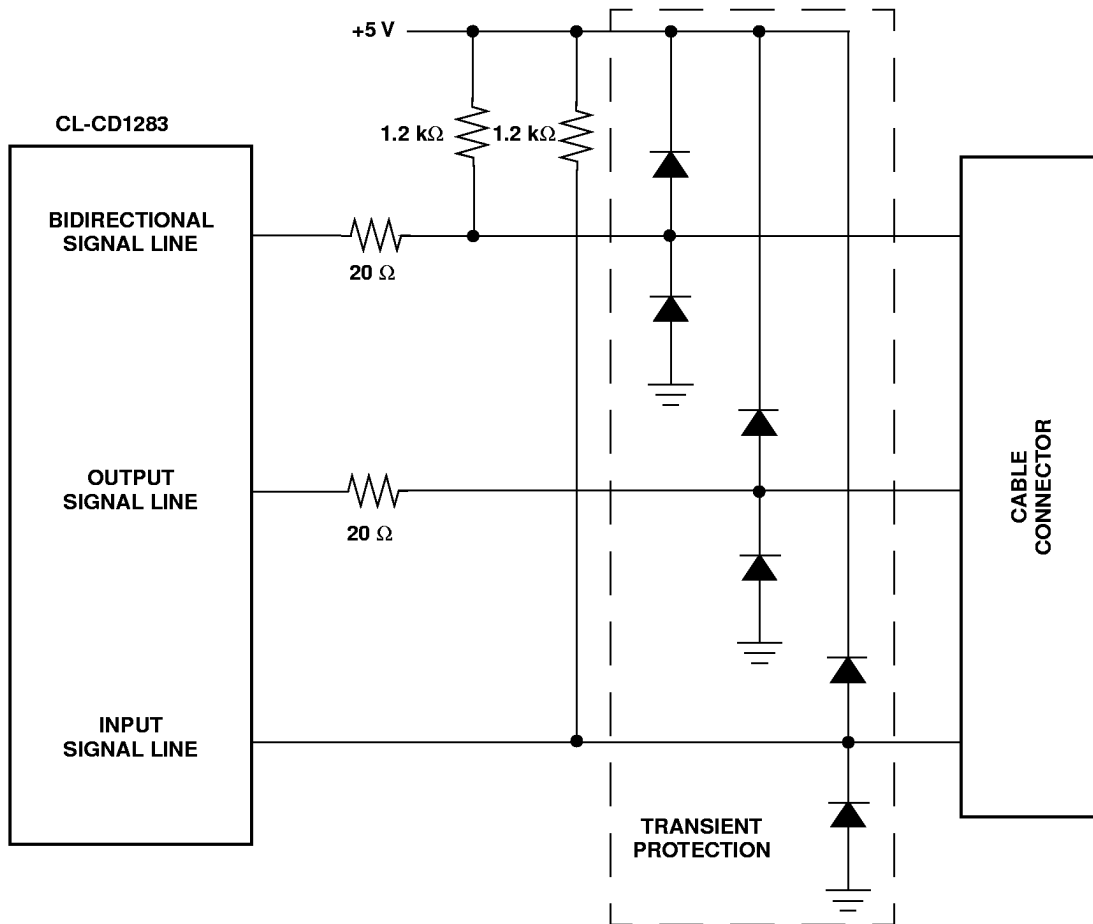 +5 V
CL-CD1283
1.2 kΩ
1.2 kΩ
BIDIRECTIONAL
SIGNAL LINE
20 Ω
OUTPUT
SIGNAL LINE
20 Ω
CABLE
CONNECTOR
INPUT
SIGNAL LINE
TRANSIENT
PROTECTION